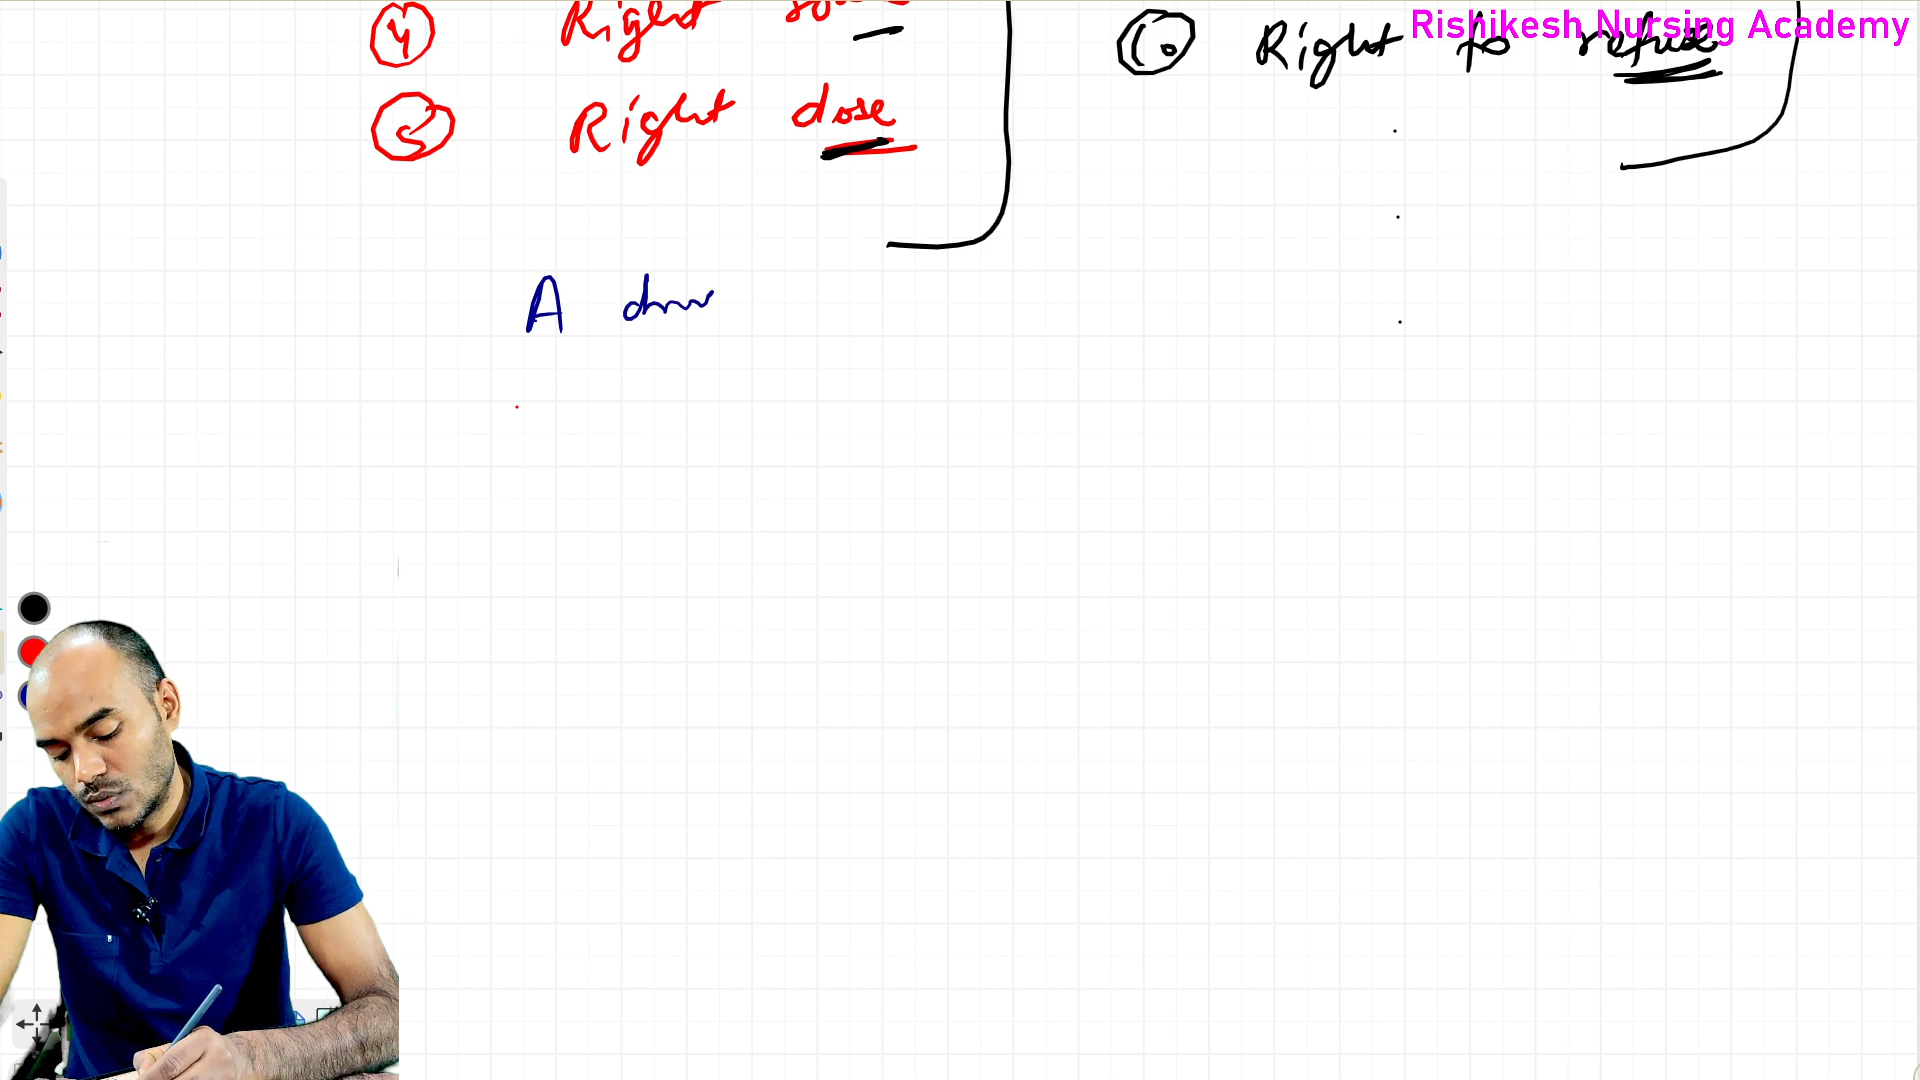 Rishikesh Nursing Academy
4 Right
5 Right dose
10 Right to refuse
A